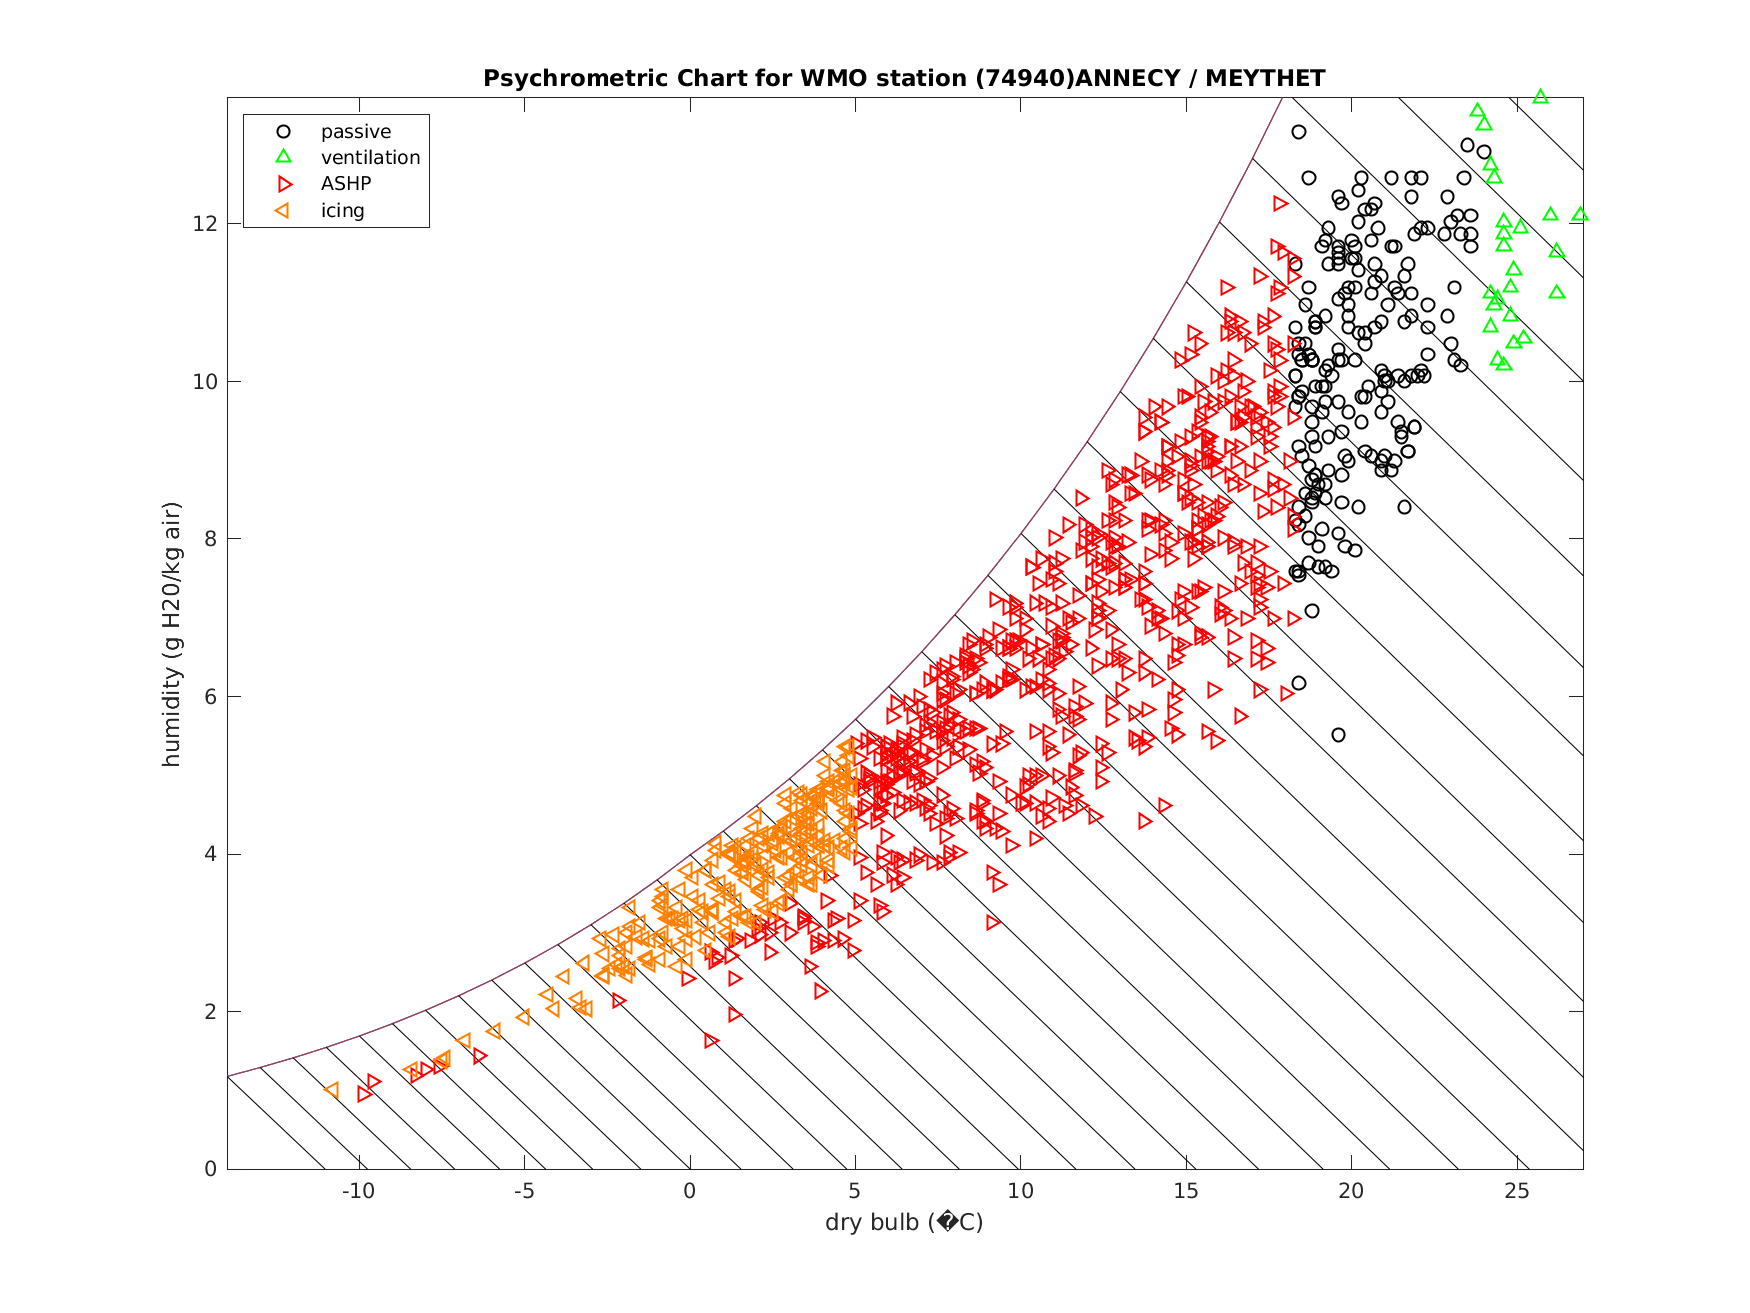 Psychrometric Chart for WMO station (74940)ANNECY / MEYTHET
passive
ventilation
ASHP
icing
humidity (g H20/kg air)
12
10
8
6
4
2
0
-10
-5
0
5
10
15
20
25
dry bulb (�C)